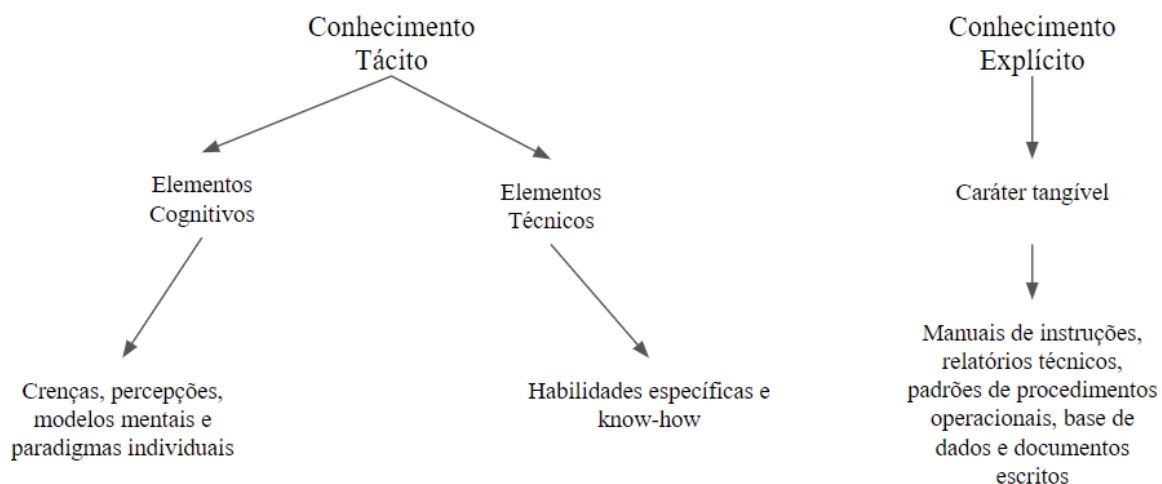 Conhecimento
Tácito
Conhecimento
Explícito
Elementos
Cognitivos
Elementos
Técnicos
Caráter tangível
Crenças, percepções,
modelos mentais e
paradigmas individuais
Habilidades específicas e
know-how
Manuais de instruções,
relatórios técnicos,
padrões de procedimentos
operacionais, base de
dados e documentos
escritos